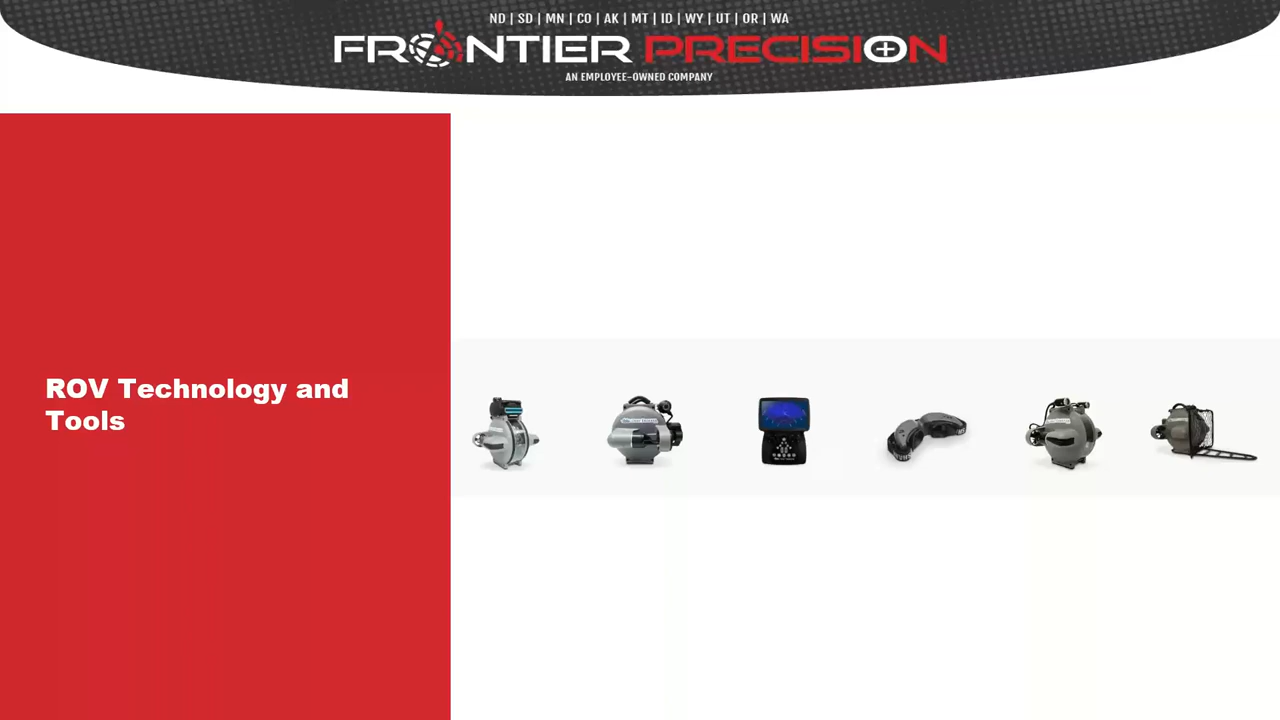 ND | SD | MN | CO | AK | MT | ID | WY | UT | OR | WA
FRONTIER PRECISION
AN EMPLOYEE-OWNED COMPANY
ROV Technology and
Tools